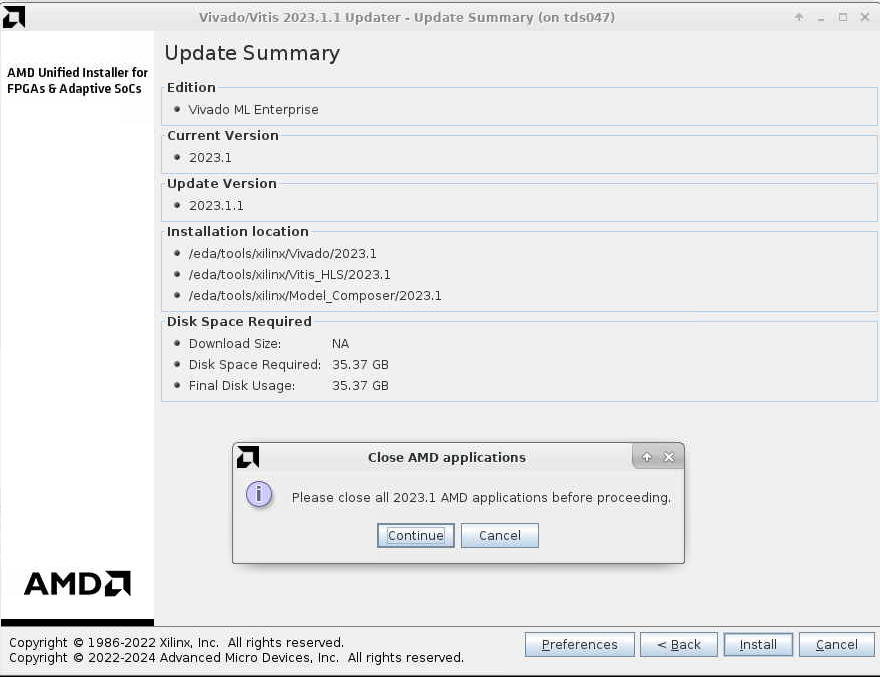 Vivado/Vitis 2023.1.1 Updater - Update Summary (on tds047)
AMD Unified Installer for
FPGAs & Adaptive SoCs
Update Summary
Edition
Vivado ML Enterprise
Current Version
2023.1
Update Version
2023.1.1
Installation location
/eda/tools/xilinx/Vivado/2023.1
/eda/tools/xilinx/Vitis_HLS/2023.1
/eda/tools/xilinx/Model_Composer/2023.1
Disk Space Required
Download Size: NA
Disk Space Required: 35.37 GB
Final Disk Usage: 35.37 GB
Close AMD applications
i
Please close all 2023.1 AMD applications before proceeding.
Continue Cancel
AMD
Copyright © 1986-2022 Xilinx, Inc. All rights reserved.
Copyright © 2022-2024 Advanced Micro Devices, Inc. All rights reserved.
Preferences < Back Install Cancel